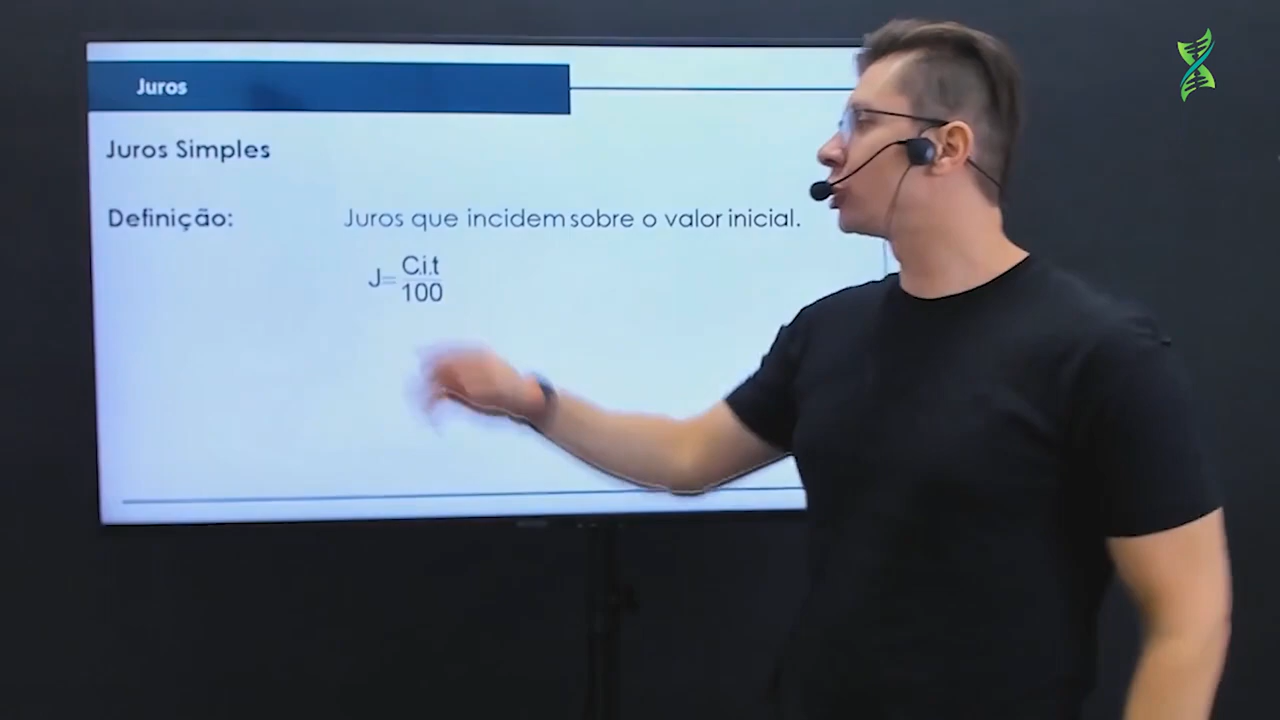 Juros
Juros Simples
Definição: Juros que incidem sobre o valor inicial.
J= C.i.t
100